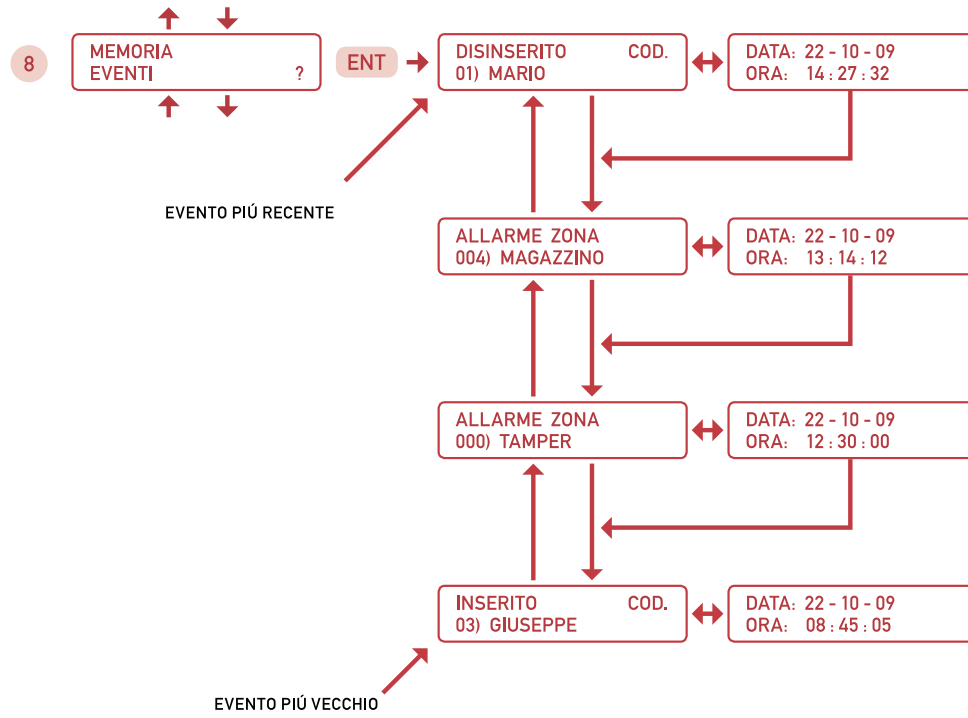 8
MEMORIA
EVENTI ?
ENT
DISINSERITO COD.
01) MARIO
DATA: 22 - 10 - 09
ORA: 14 : 27 : 32
EVENTO PIÚ RECENTE
ALLARME ZONA
004) MAGAZZINO
DATA: 22 - 10 - 09
ORA: 13 : 14 : 12
ALLARME ZONA
000) TAMPER
DATA: 22 - 10 - 09
ORA: 12 : 30 : 00
INSERITO COD.
03) GIUSEPPE
DATA: 22 - 10 - 09
ORA: 08 : 45 : 05
EVENTO PIÚ VECCHIO